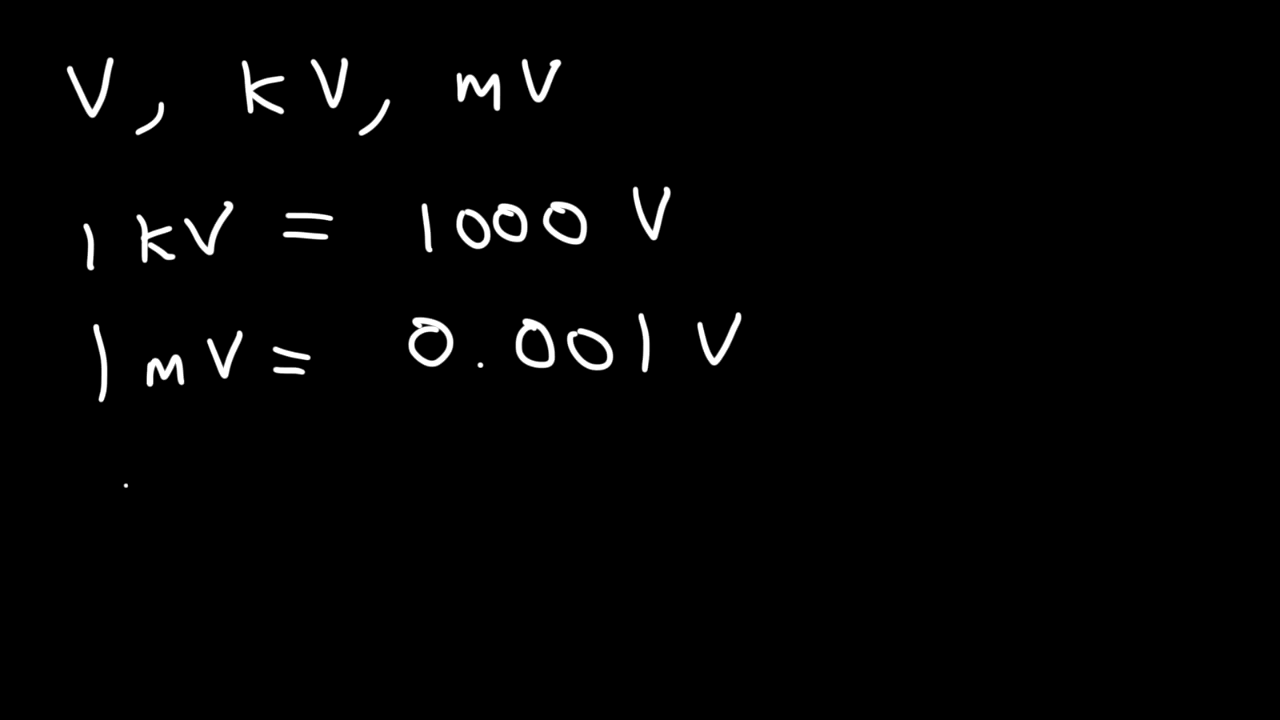 V, kV, mV
1 kV = 1000 V
1 mV = 0.001 V